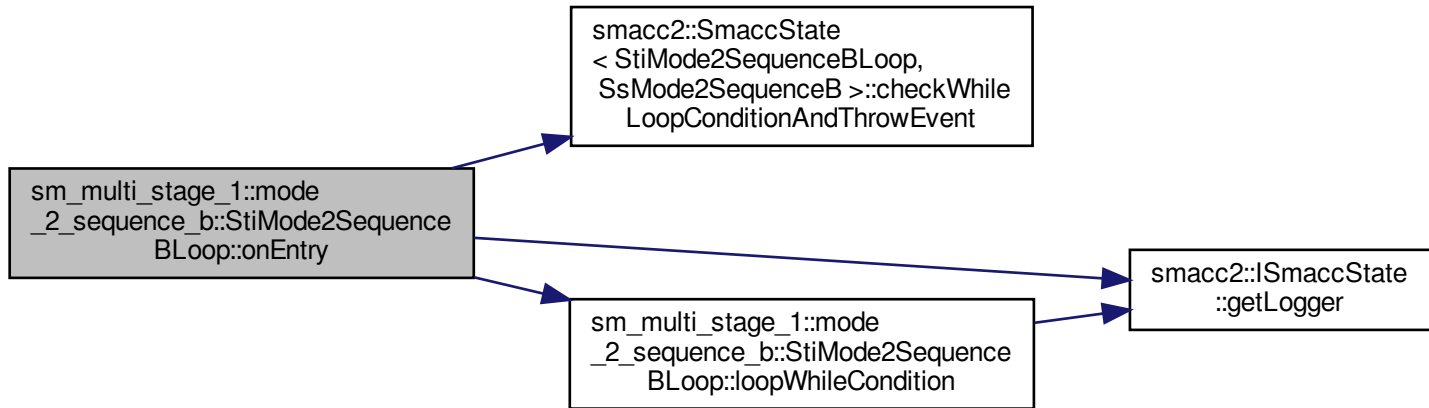 smacc2::SmaccState
< StiMode2SequenceBLoop,
SsMode2SequenceB >::checkWhile
LoopConditionAndThrowEvent
sm_multi_stage_1::mode
_2_sequence_b::StiMode2Sequence
BLoop::onEntry
smacc2::ISmaccState
::getLogger
sm_multi_stage_1::mode
_2_sequence_b::StiMode2Sequence
BLoop::loopWhileCondition